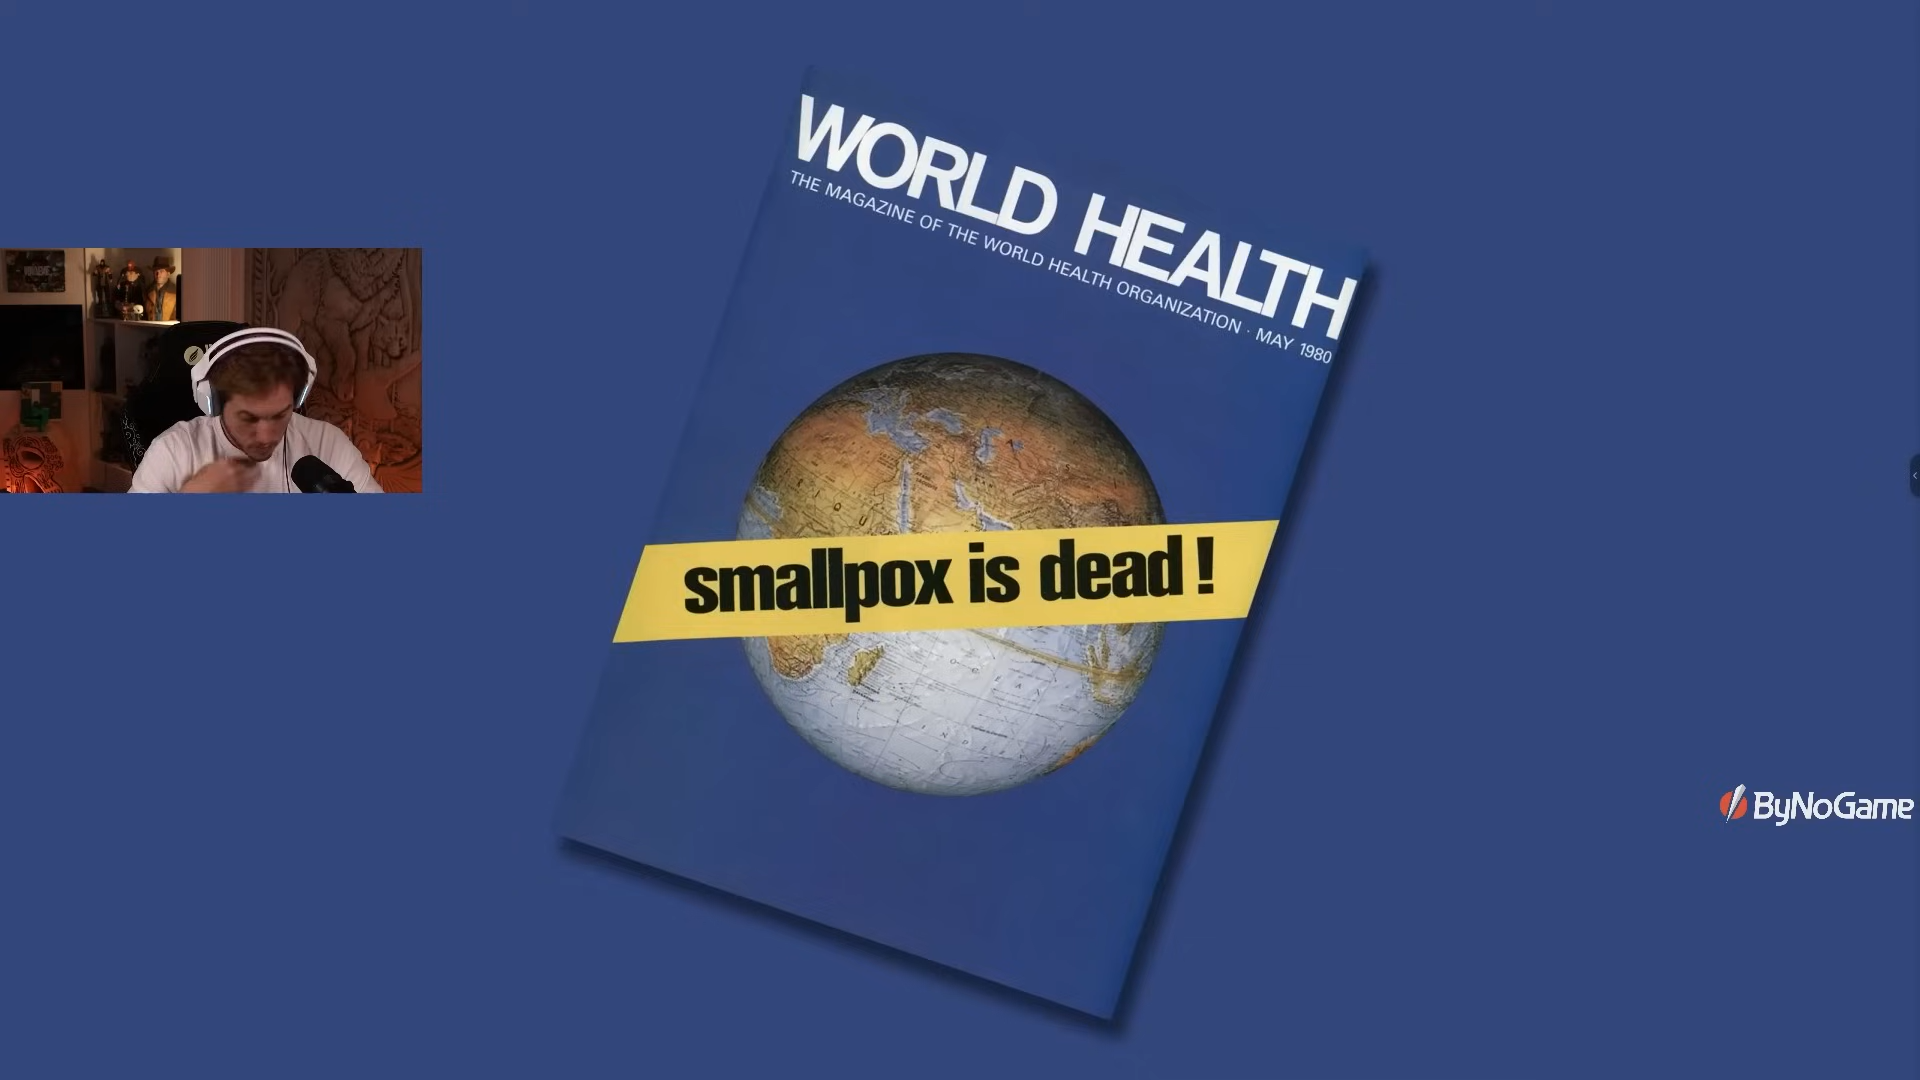 WORLD HEALTH
THE MAGAZINE OF THE WORLD HEALTH ORGANIZATION · MAY 1980
smallpox is dead !
ByNoGame